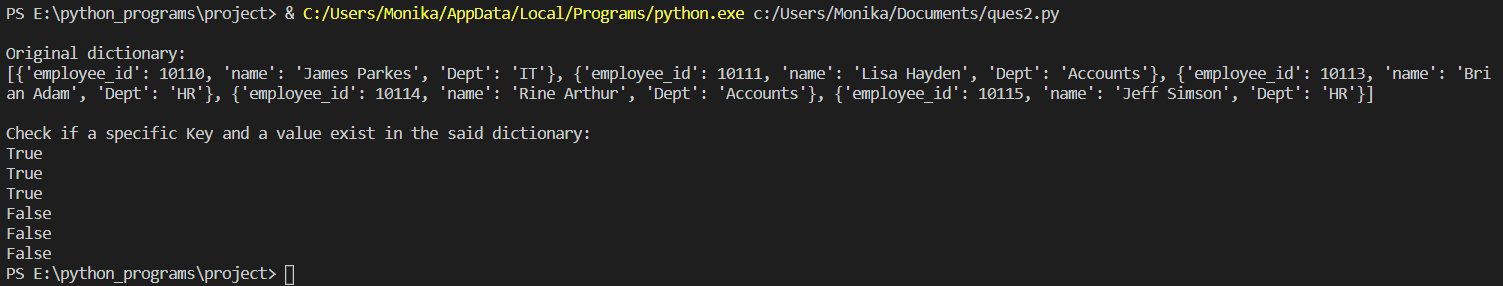 PS E:\python_programs\project> & C:/Users/Monika/AppData/Local/Programs/python.exe c:/Users/Monika/Documents/ques2.py
Original dictionary:
[{'employee_id': 10110, 'name': 'James Parkes', 'Dept': 'IT'}, {'employee_id': 10111, 'name': 'Lisa Hayden', 'Dept': 'Accounts'}, {'employee_id': 10113, 'name': 'Bri
an Adam', 'Dept': 'HR'}, {'employee_id': 10114, 'name': 'Rine Arthur', 'Dept': 'Accounts'}, {'employee_id': 10115, 'name': 'Jeff Simson', 'Dept': 'HR'}]
Check if a specific Key and a value exist in the said dictionary:
True
True
True
False
False
False
PS E:\python_programs\project>